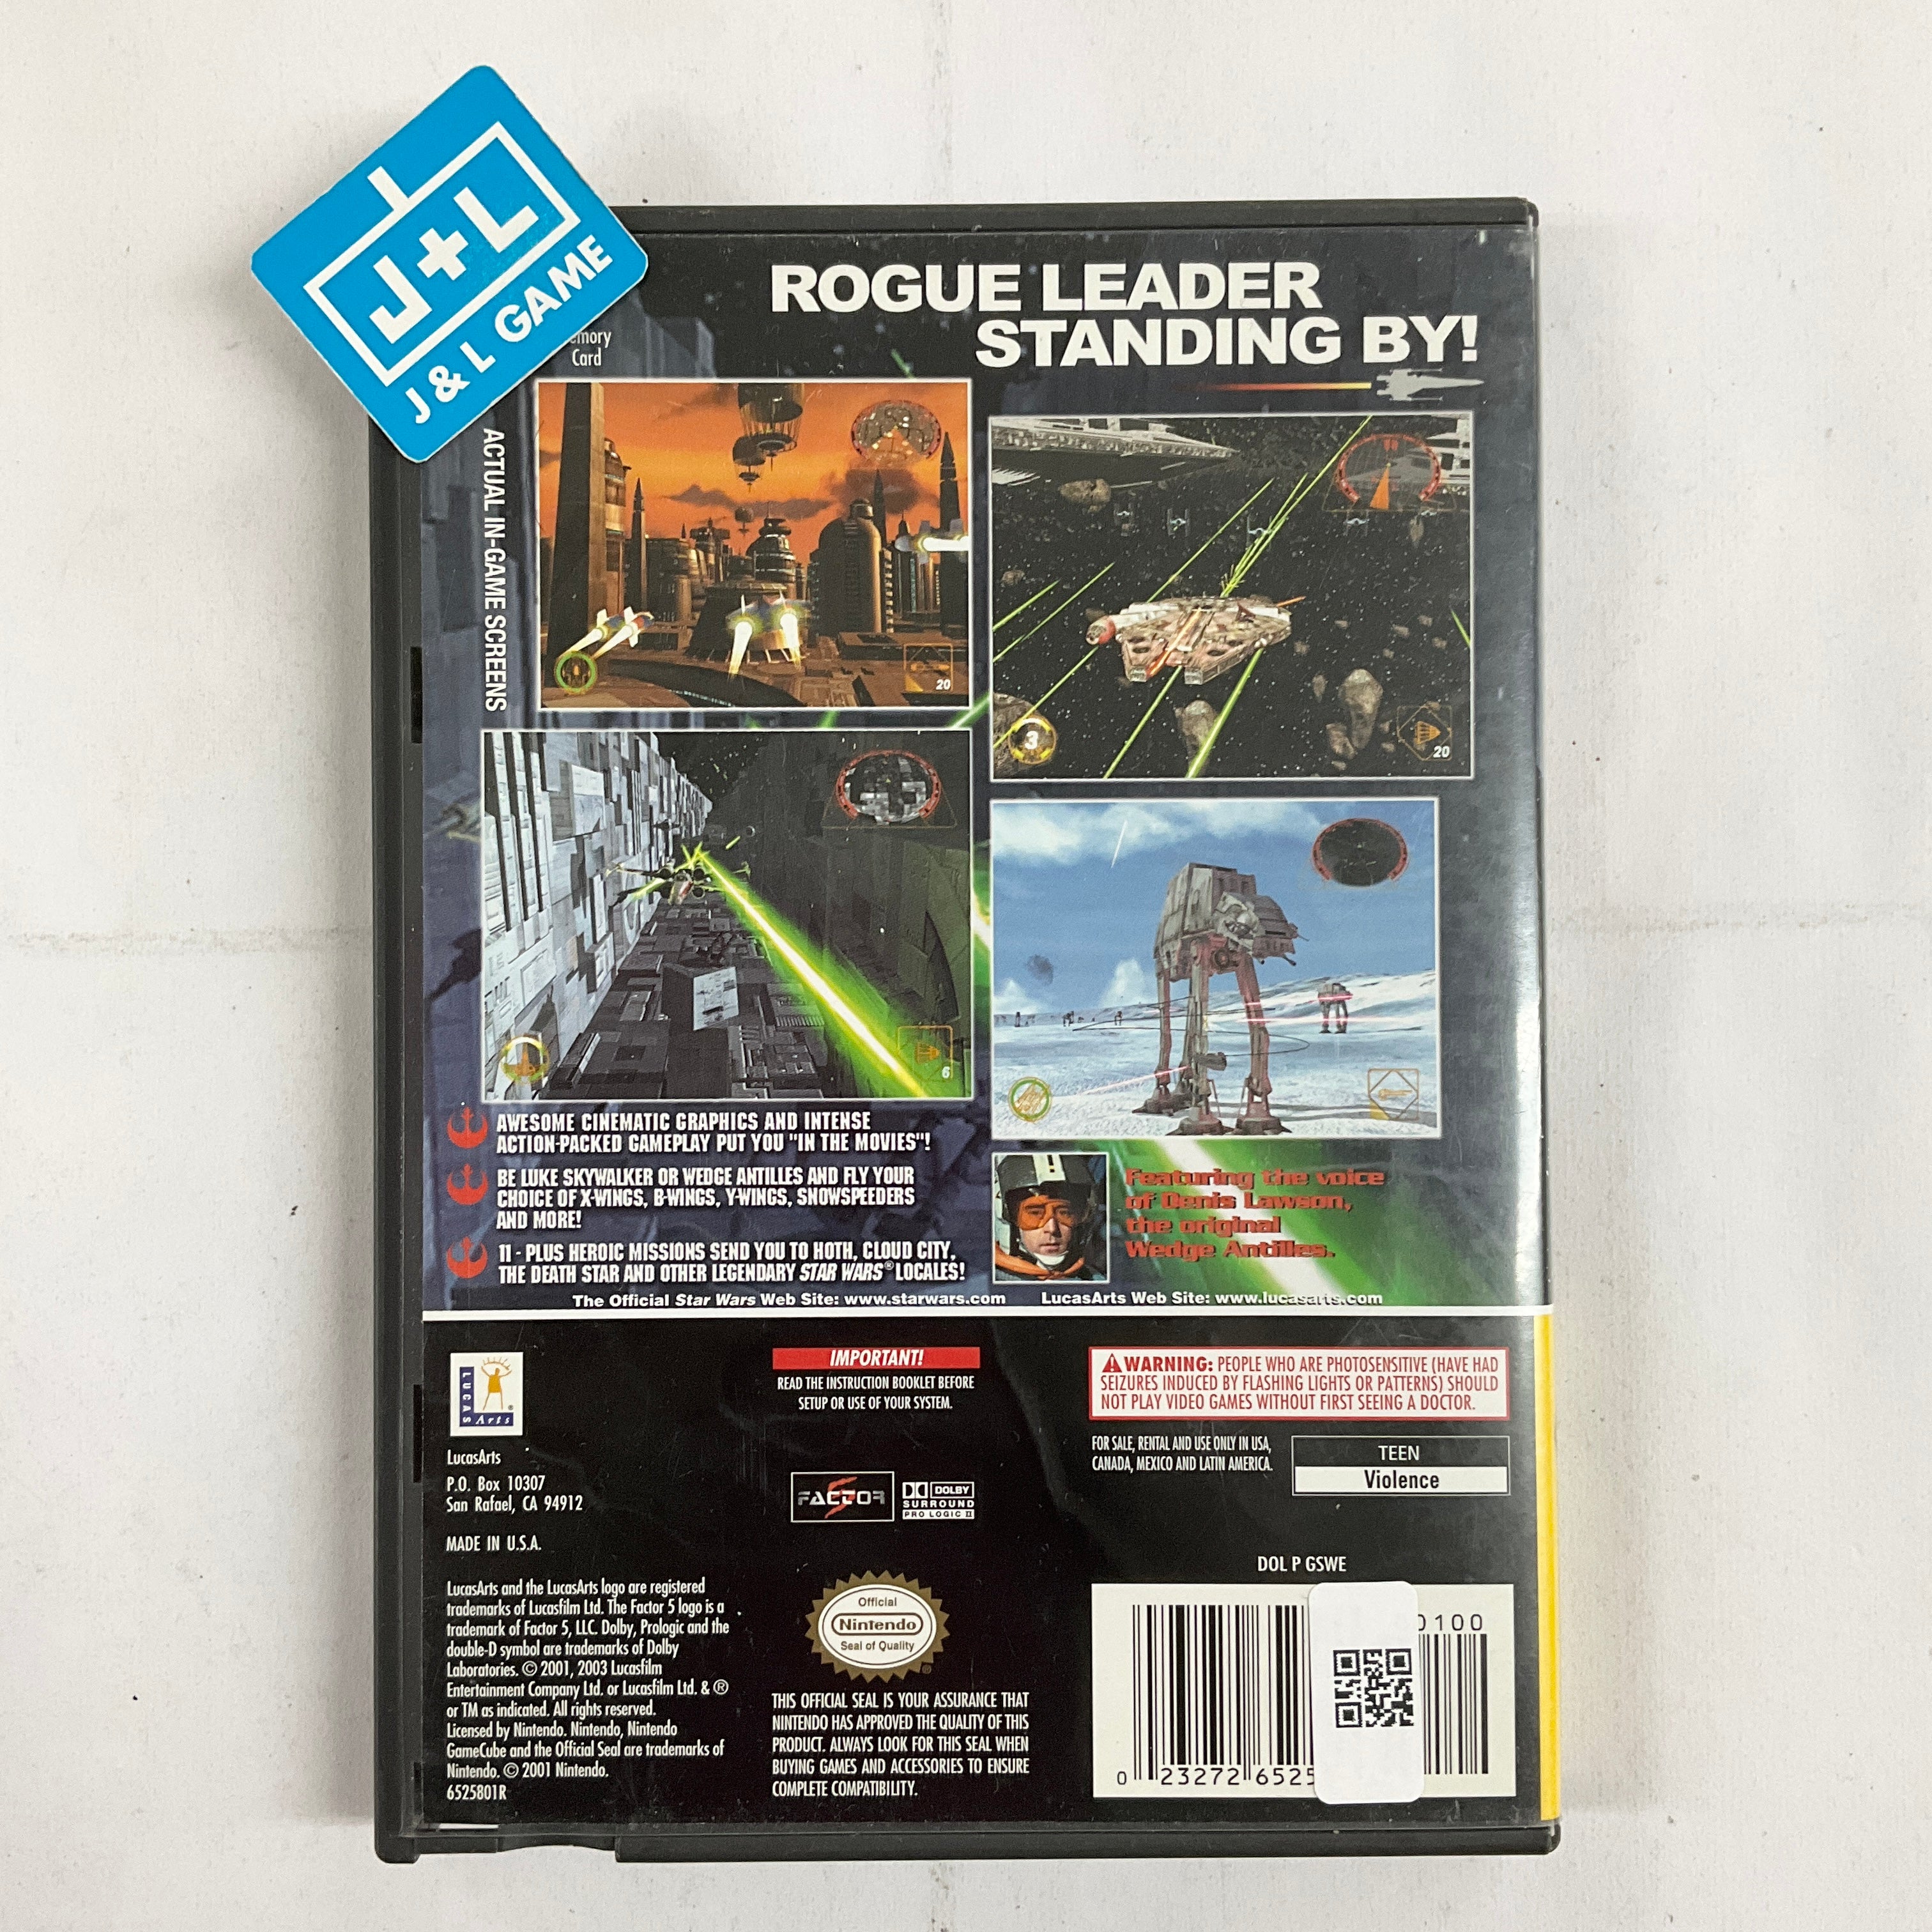 J+L
J & L GAME
ROGUE LEADER
STANDING BY!
Card
ACTUAL IN-GAME SCREENS
20
3
20
6
AWESOME CINEMATIC GRAPHICS AND INTENSE
ACTION-PACKED GAMEPLAY PUT YOU "IN THE MOVIES"!
BE LUKE SKYWALKER OR WEDGE ANTILLES AND FLY YOUR
CHOICE OF X-WINGS, B-WINGS, Y-WINGS, SNOWSPEEDERS
AND MORE!
11 - PLUS HEROIC MISSIONS SEND YOU TO HOTH, CLOUD CITY,
THE DEATH STAR AND OTHER LEGENDARY STAR WARS® LOCALES!
Featuring the voice
of Denis Lawson,
the original
Wedge Antilles.
The Official Star Wars Web Site: www.starwars.com
LucasArts Web Site: www.lucasarts.com
LUCAS
Arts
LucasArts
P.O. Box 10307
San Rafael, CA 94912
MADE IN U.S.A.
LucasArts and the LucasArts logo are registered
trademarks of Lucasfilm Ltd. The Factor 5 logo is a
trademark of Factor 5, LLC. Dolby, Prologic and the
double-D symbol are trademarks of Dolby
Laboratories. © 2001, 2003 Lucasfilm
Entertainment Company Ltd. or Lucasfilm Ltd. & ®
or TM as indicated. All rights reserved.
Licensed by Nintendo. Nintendo, Nintendo
GameCube and the Official Seal are trademarks of
Nintendo. © 2001 Nintendo.
6525801R
IMPORTANT!
READ THE INSTRUCTION BOOKLET BEFORE
SETUP OR USE OF YOUR SYSTEM.
FACTOR 5
DOLBY
SURROUND
PRO LOGIC II
Official
Nintendo
Seal of Quality
THIS OFFICIAL SEAL IS YOUR ASSURANCE THAT
NINTENDO HAS APPROVED THE QUALITY OF THIS
PRODUCT. ALWAYS LOOK FOR THIS SEAL WHEN
BUYING GAMES AND ACCESSORIES TO ENSURE
COMPLETE COMPATIBILITY.
WARNING: PEOPLE WHO ARE PHOTOSENSITIVE (HAVE HAD
SEIZURES INDUCED BY FLASHING LIGHTS OR PATTERNS) SHOULD
NOT PLAY VIDEO GAMES WITHOUT FIRST SEEING A DOCTOR.
FOR SALE, RENTAL AND USE ONLY IN USA,
CANADA, MEXICO AND LATIN AMERICA.
TEEN
Violence
DOL P GSWE
0100
0 23272 6525